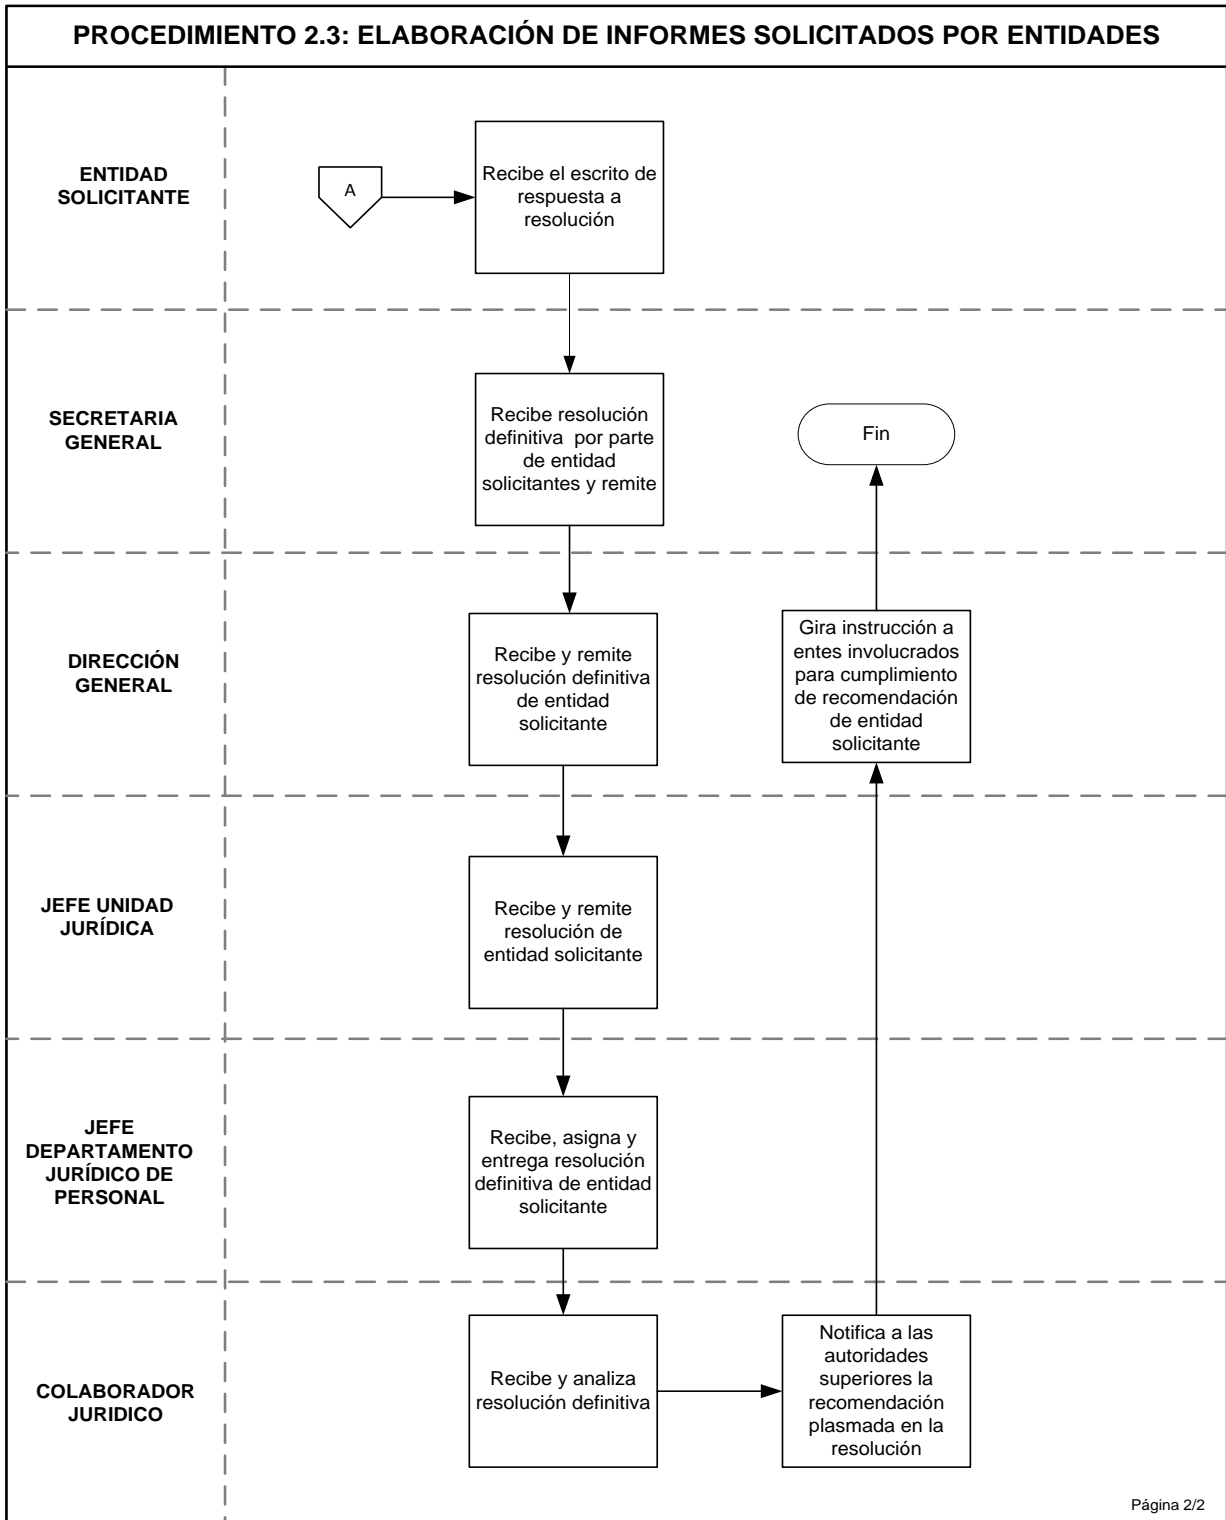 PROCEDIMIENTO 2.3: ELABORACIÓN DE INFORMES SOLICITADOS POR ENTIDADES
ENTIDAD
SOLICITANTE
A
Recibe el escrito de
respuesta a
resolución
SECRETARIA
GENERAL
Recibe resolución
definitiva por parte
de entidad
solicitantes y remite
Fin
DIRECCIÓN
GENERAL
Recibe y remite
resolución definitiva
de entidad
solicitante
Gira instrucción a
entes involucrados
para cumplimiento
de recomendación
de entidad
solicitante
JEFE UNIDAD
JURÍDICA
Recibe y remite
resolución de
entidad solicitante
JEFE
DEPARTAMENTO
JURÍDICO DE
PERSONAL
Recibe, asigna y
entrega resolución
definitiva de entidad
solicitante
COLABORADOR
JURIDICO
Recibe y analiza
resolución definitiva
Notifica a las
autoridades
superiores la
recomendación
plasmada en la
resolución
Página 2/2